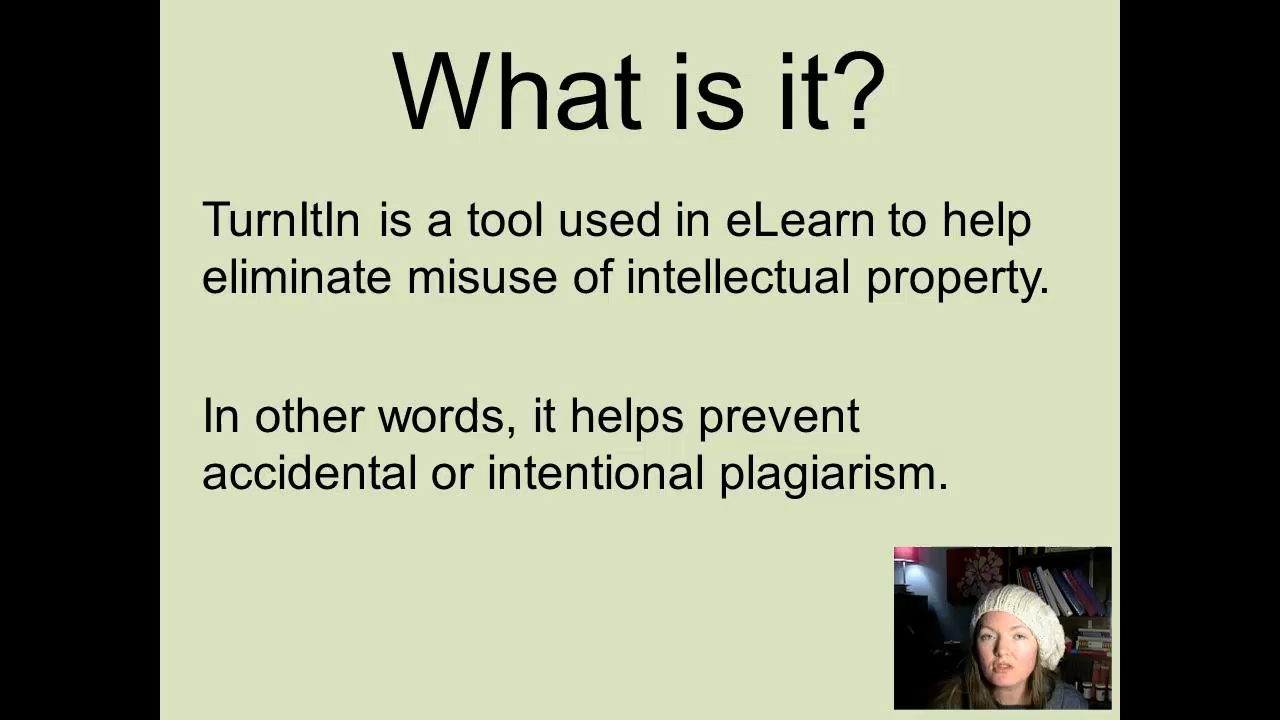 What is it?
TurnItIn is a tool used in eLearn to help
eliminate misuse of intellectual property.
In other words, it helps prevent
accidental or intentional plagiarism.